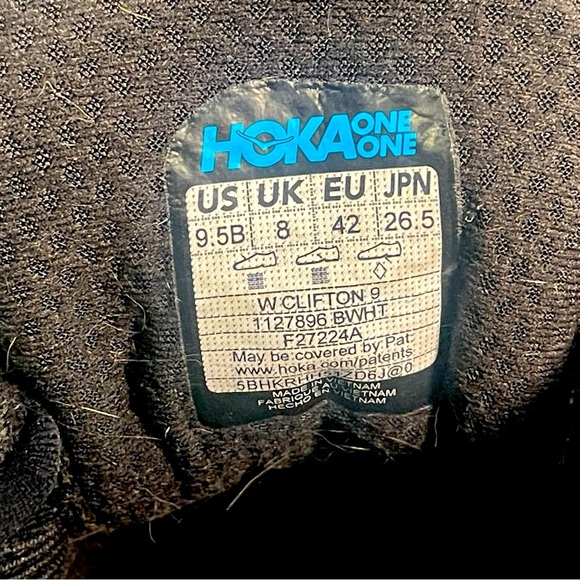 HOKA ONE ONE
US UK EU JPN
9.5B 8 42 26.5
W CLIFTON 9
1127896 BWHT
F27224A
May be covered by Pat.
www.hoka.com/patents
MADE IN VIETNAM
FABRIQUÉ AU VIETNAM
HECHO EN VIETNAM